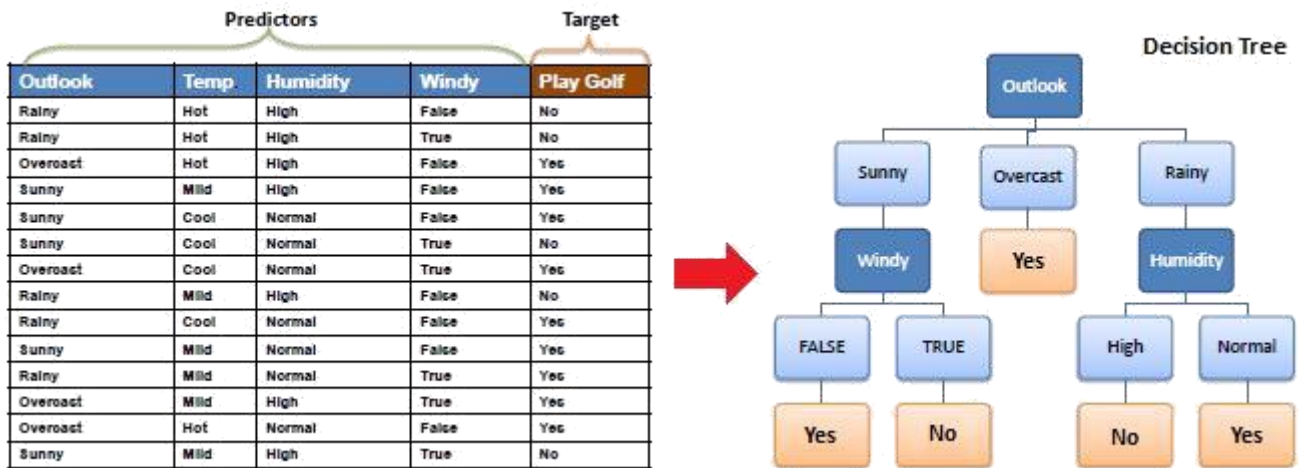 Predictors Target
Outlook Temp. Humidity Windy Play Golf
Rainy Hot High False No
Rainy Hot High True No
Overcast Hot High False Yes
Sunny Mild High False Yes
Sunny Cool Normal False Yes
Sunny Cool Normal True No
Overcast Cool Normal True Yes
Rainy Mild High False No
Rainy Cool Normal False Yes
Sunny Mild Normal False Yes
Rainy Mild Normal True Yes
Overcast Mild High True Yes
Overcast Hot Normal False Yes
Sunny Mild High True No
Decision Tree
Outlook
Sunny Overcast Rainy
Windy Yes Humidity
FALSE TRUE High Normal
Yes No No Yes